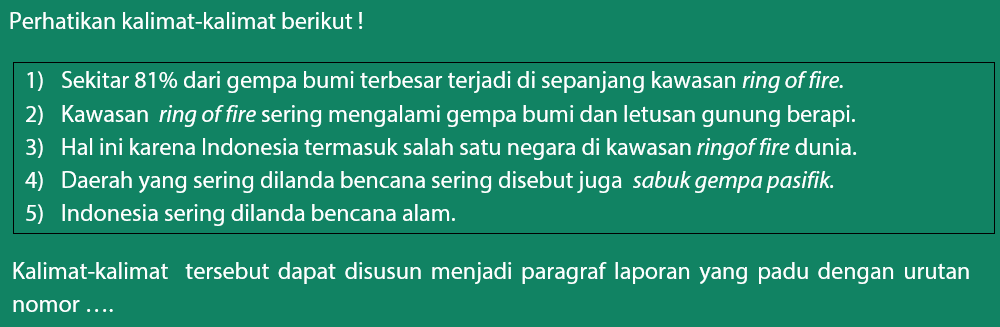 Perhatikan kalimat-kalimat berikut !
1) Sekitar 81% dari gempa bumi terbesar terjadi di sepanjang kawasan ring of fire.
2) Kawasan ring of fire sering mengalami gempa bumi dan letusan gunung berapi.
3) Hal ini karena Indonesia termasuk salah satu negara di kawasan ringof fire dunia.
4) Daerah yang sering dilanda bencana sering disebut juga sabuk gempa pasifik.
5) Indonesia sering dilanda bencana alam.
Kalimat-kalimat tersebut dapat disusun menjadi paragraf laporan yang padu dengan urutan
nomor ....